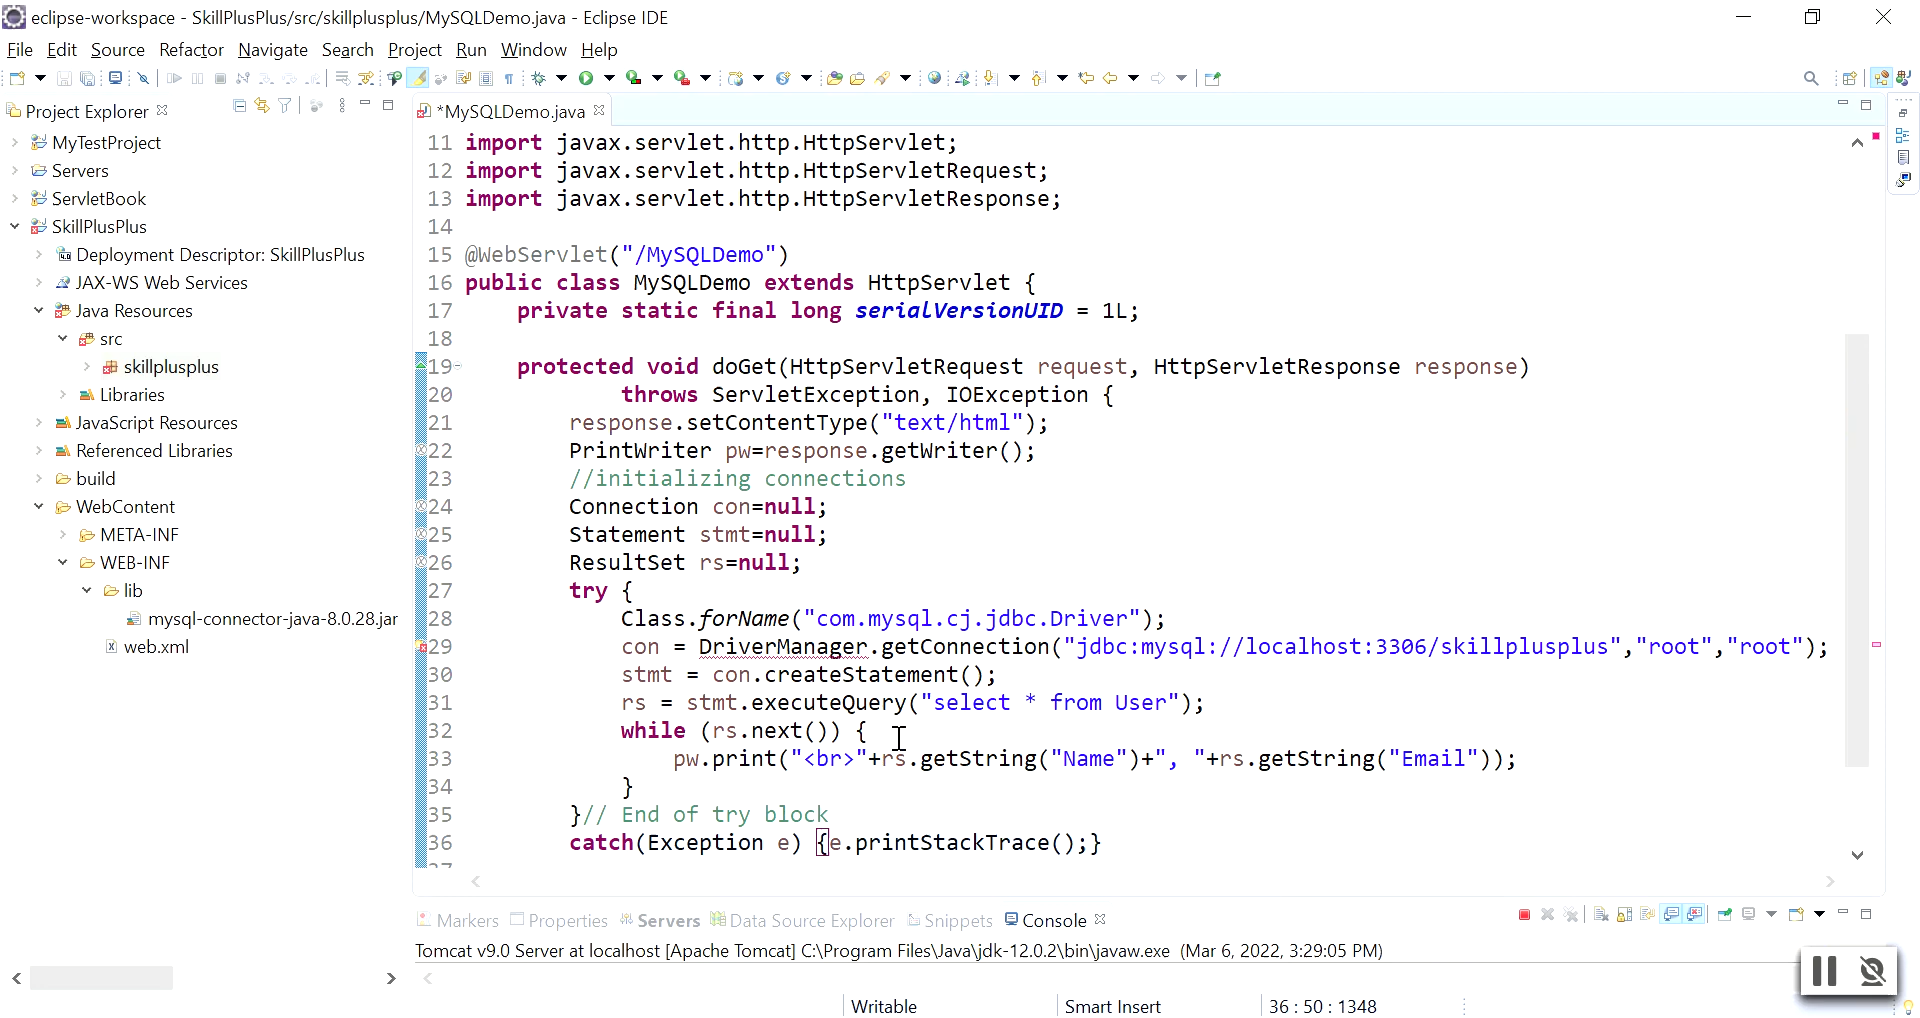 eclipse-workspace - SkillPlusPlus/src/skillplusplus/MySQLDemo.java - Eclipse IDE
File Edit Source Refactor Navigate Search Project Run Window Help
Project Explorer
MyTestProject
Servers
ServletBook
SkillPlusPlus
Deployment Descriptor: SkillPlusPlus
JAX-WS Web Services
Java Resources
src
skillplusplus
Libraries
JavaScript Resources
Referenced Libraries
build
WebContent
META-INF
WEB-INF
lib
mysql-connector-java-8.0.28.jar
web.xml
*MySQLDemo.java
11 import javax.servlet.http.HttpServlet;
12 import javax.servlet.http.HttpServletRequest;
13 import javax.servlet.http.HttpServletResponse;
14
15 @WebServlet("/MySQLDemo")
16 public class MySQLDemo extends HttpServlet {
17 private static final long serialVersionUID = 1L;
18
19 protected void doGet(HttpServletRequest request, HttpServletResponse response)
20 throws ServletException, IOException {
21 response.setContentType("text/html");
22 PrintWriter pw=response.getWriter();
23 //initializing connections
24 Connection con=null;
25 Statement stmt=null;
26 ResultSet rs=null;
27 try {
28 Class.forName("com.mysql.cj.jdbc.Driver");
29 con = DriverManager.getConnection("jdbc:mysql://localhost:3306/skillplusplus","root","root");
30 stmt = con.createStatement();
31 rs = stmt.executeQuery("select * from User");
32 while (rs.next()) {
33 pw.print("<br>"+rs.getString("Name")+", "+rs.getString("Email"));
34 }
35 }// End of try block
36 catch(Exception e) {e.printStackTrace();}
37
Markers Properties Servers Data Source Explorer Snippets Console
Tomcat v9.0 Server at localhost [Apache Tomcat] C:\Program Files\Java\jdk-12.0.2\bin\javaw.exe (Mar 6, 2022, 3:29:05 PM)
Writable Smart Insert 36 : 50 : 1348